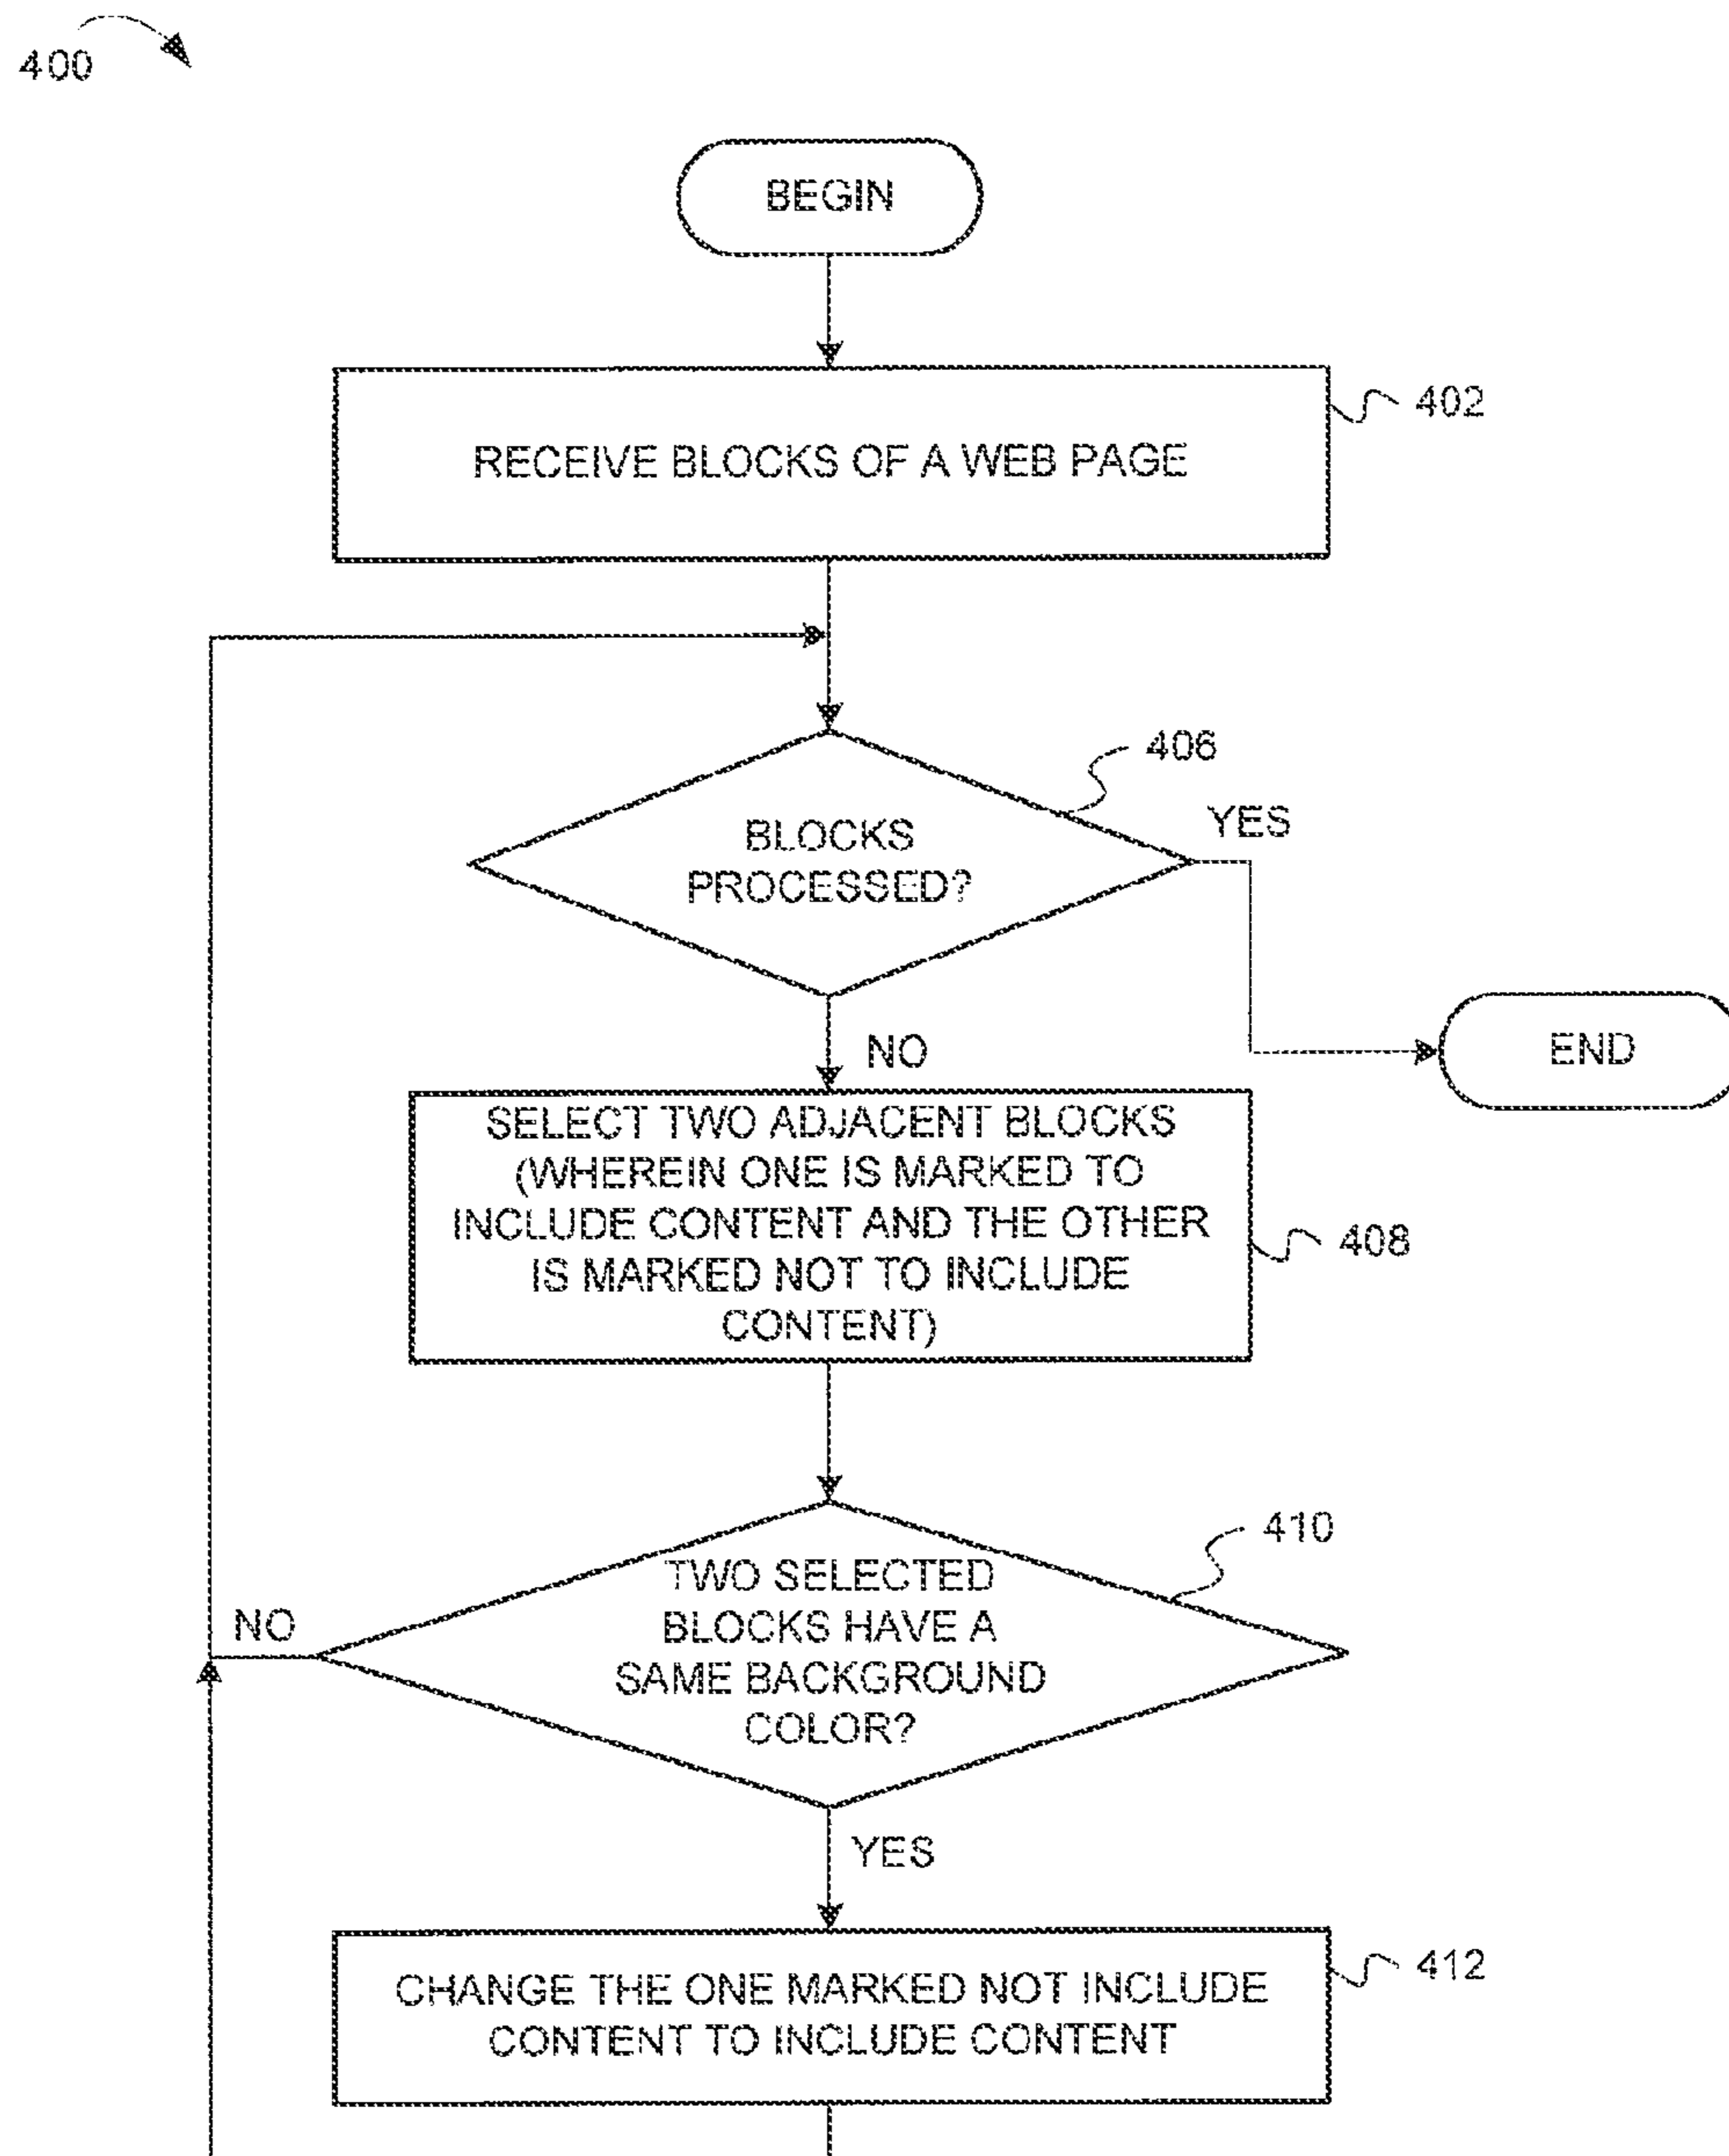 400
BEGIN
402
RECEIVE BLOCKS OF A WEB PAGE
406
YES
BLOCKS
PROCESSED?
NO
END
SELECT TWO ADJACENT BLOCKS
(WHEREIN ONE IS MARKED TO
INCLUDE CONTENT AND THE OTHER
IS MARKED NOT TO INCLUDE
CONTENT)
408
410
TWO SELECTED
BLOCKS HAVE A
SAME BACKGROUND
COLOR?
NO
YES
412
CHANGE THE ONE MARKED NOT INCLUDE
CONTENT TO INCLUDE CONTENT